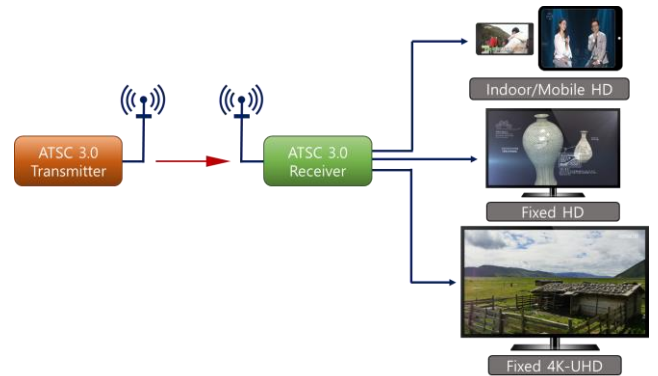 ATSC 3.0
Transmitter
ATSC 3.0
Receiver
Indoor/Mobile HD
Fixed HD
Fixed 4K-UHD